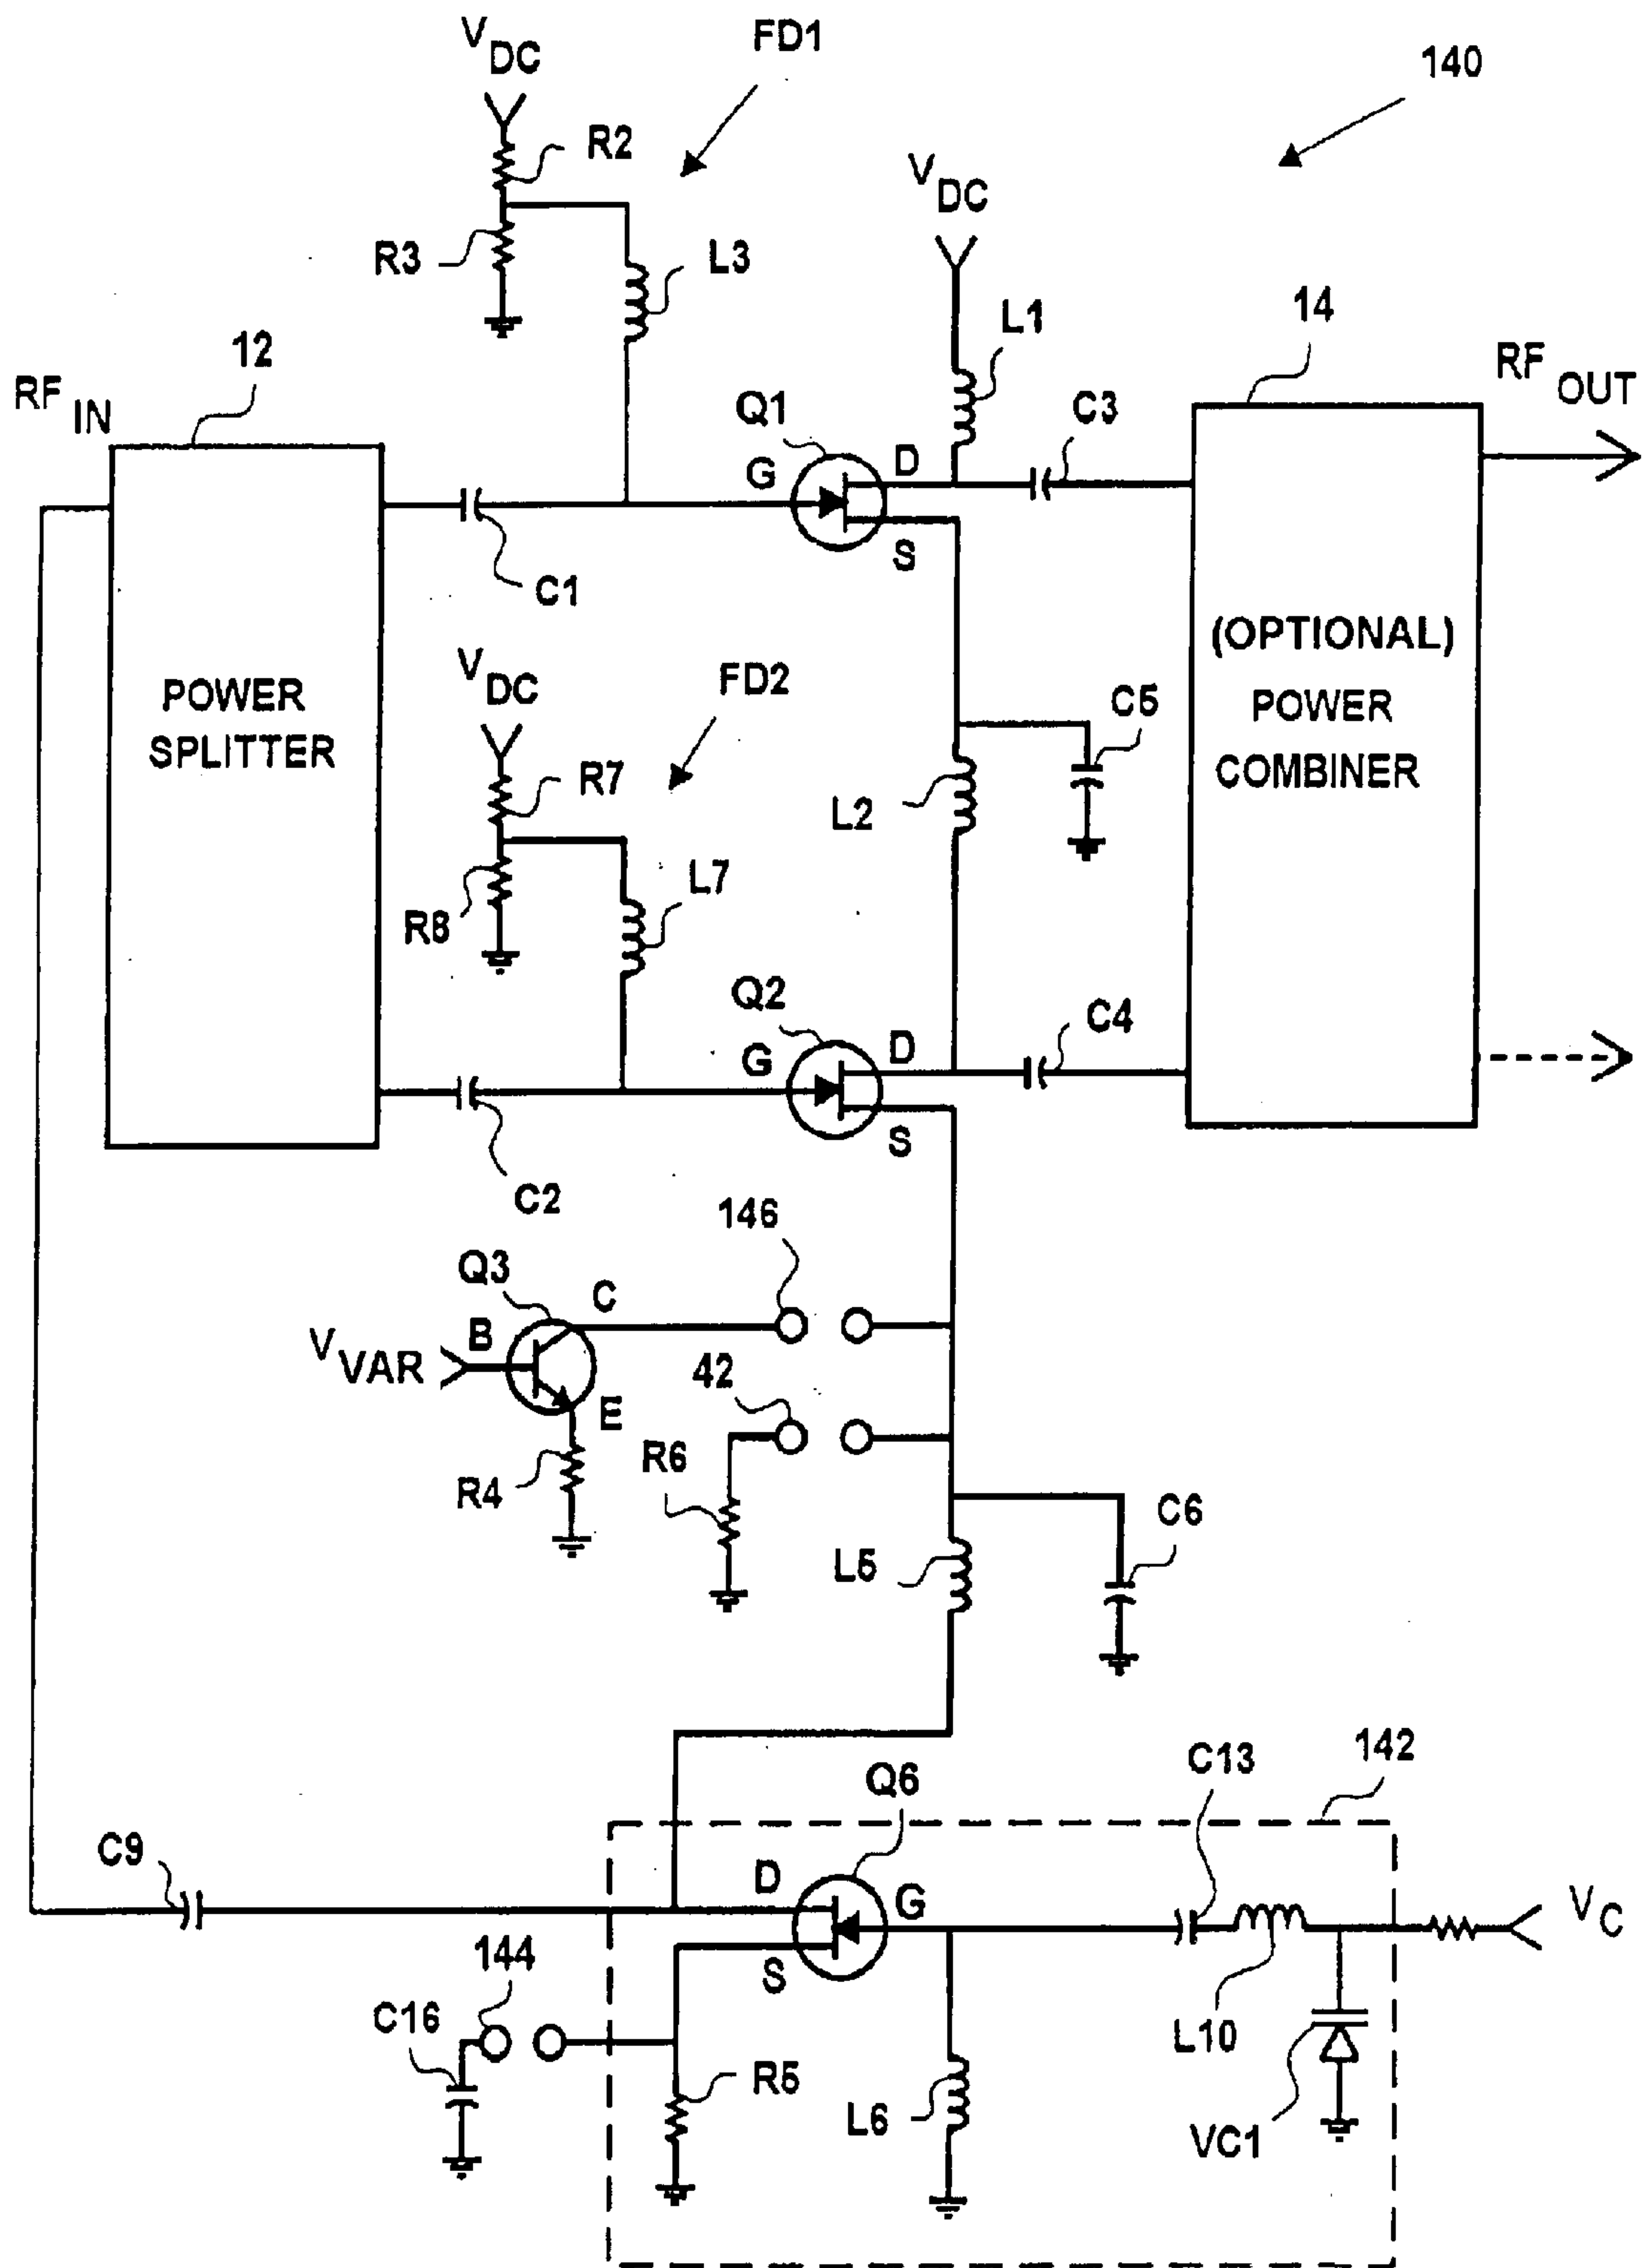 V DC
FD1
140
R2
V DC
R3
L3
L1
14
12
RF IN
RF OUT
Q1
C3
G
D
S
C1
(OPTIONAL)
POWER
COMBINER
V DC
FD2
POWER
SPLITTER
C5
R7
L2
L7
R8
Q2
C4
G
D
S
C2
146
Q3
C
B
V VAR
42
E
R6
R4
C6
L5
142
C13
Q6
C9
D
G
V C
144
S
C16
L10
R5
L6
VC1